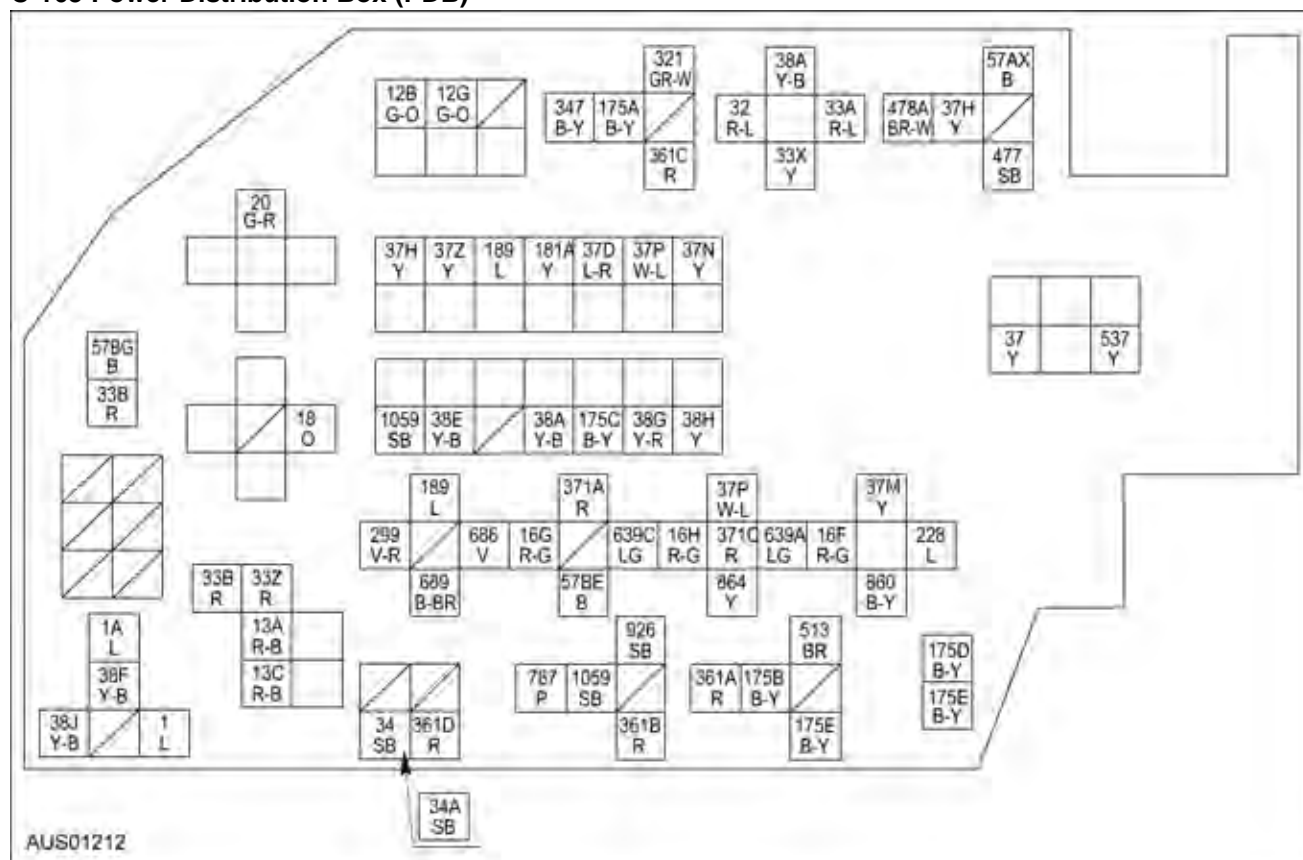 C-163 Power Distribution Box (PDB)
321
GR-W
38A
Y-B
57AX
B
12B
G-O
12G
G-O
347
B-Y
175A
B-Y
32
R-L
33A
R-L
478A
BR-W
37H
Y
361C
R
33X
Y
477
SB
20
G-R
37H
Y
37Z
Y
189
L
181A
Y
37D
L-R
37P
W-L
37N
Y
37
Y
537
Y
57BG
B
33B
R
18
O
1059
SB
38E
Y-B
38A
Y-B
175C
B-Y
38G
Y-R
38H
Y
189
L
371A
R
37P
W-L
37M
Y
299
V-R
686
V
16G
R-G
639C
LG
16H
R-G
371C
R
639A
LG
16F
R-G
228
L
689
B-BR
57BE
B
864
Y
860
B-Y
33B
R
33Z
R
1A
L
13A
R-B
926
SB
513
BR
38F
Y-B
13C
R-B
787
P
1059
SB
361A
R
175B
B-Y
175D
B-Y
175E
B-Y
38J
Y-B
1
L
34
SB
361D
R
361B
R
175E
B-Y
34A
SB
AUS01212